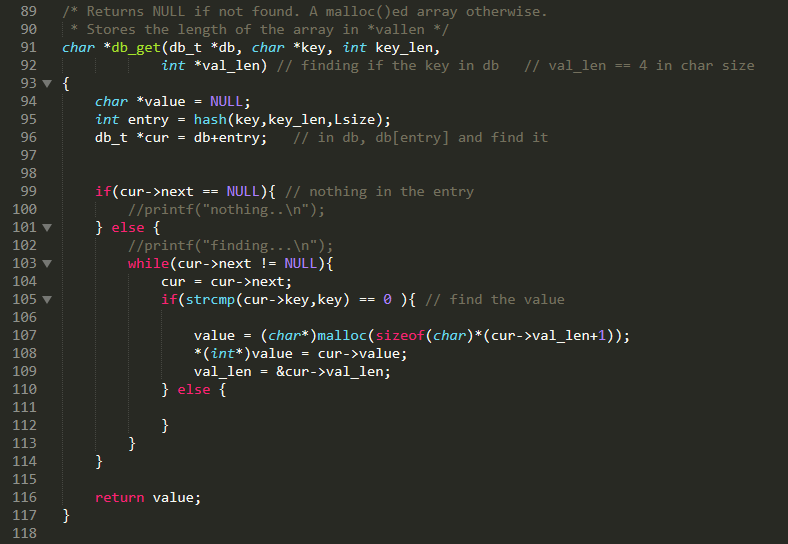 89 /* Returns NULL if not found. A malloc()ed array otherwise.
90  * Stores the length of the array in *vallen */
91 char *db_get(db_t *db, char *key, int key_len,
92             int *val_len) // finding if the key in db   // val_len == 4 in char size
93 {
94     char *value = NULL;
95     int entry = hash(key,key_len,Lsize);
96     db_t *cur = db+entry;   // in db, db[entry] and find it
97
98
99     if(cur->next == NULL){ // nothing in the entry
100         //printf("nothing..\n");
101     } else {
102         //printf("finding...\n");
103         while(cur->next != NULL){
104             cur = cur->next;
105             if(strcmp(cur->key,key) == 0 ){ // find the value
106
107                 value = (char*)malloc(sizeof(char)*(cur->val_len+1));
108                 *(int*)value = cur->value;
109                 val_len = &cur->val_len;
110             } else {
111
112             }
113         }
114     }
115
116     return value;
117 }
118